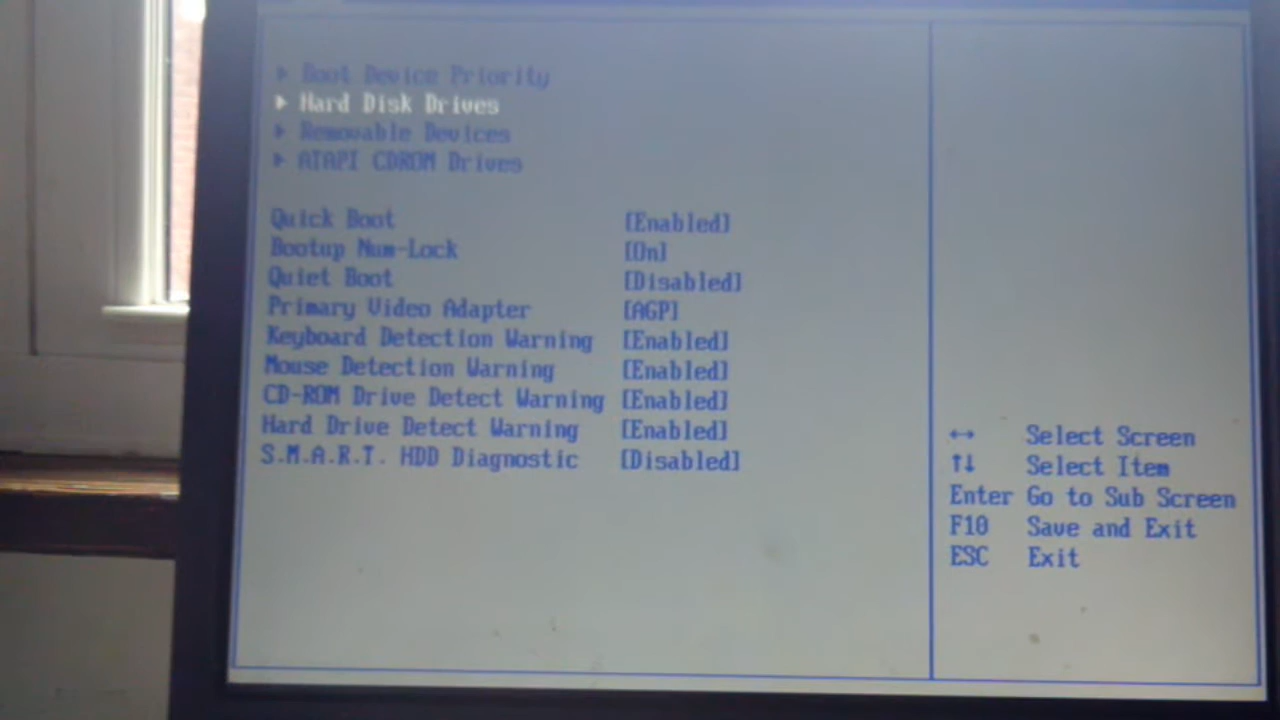 Boot Device Priority
Hard Disk Drives
Removable Devices
ATAPI CDROM Drives
Quick Boot [Enabled]
Bootup Num-Lock [On]
Quiet Boot [Disabled]
Primary Video Adapter [AGP]
Keyboard Detection Warning [Enabled]
Mouse Detection Warning [Enabled]
CD-ROM Drive Detect Warning [Enabled]
Hard Drive Detect Warning [Enabled]
S.M.A.R.T. HDD Diagnostic [Disabled]
↔ Select Screen
↑↓ Select Item
Enter Go to Sub Screen
F10 Save and Exit
ESC Exit